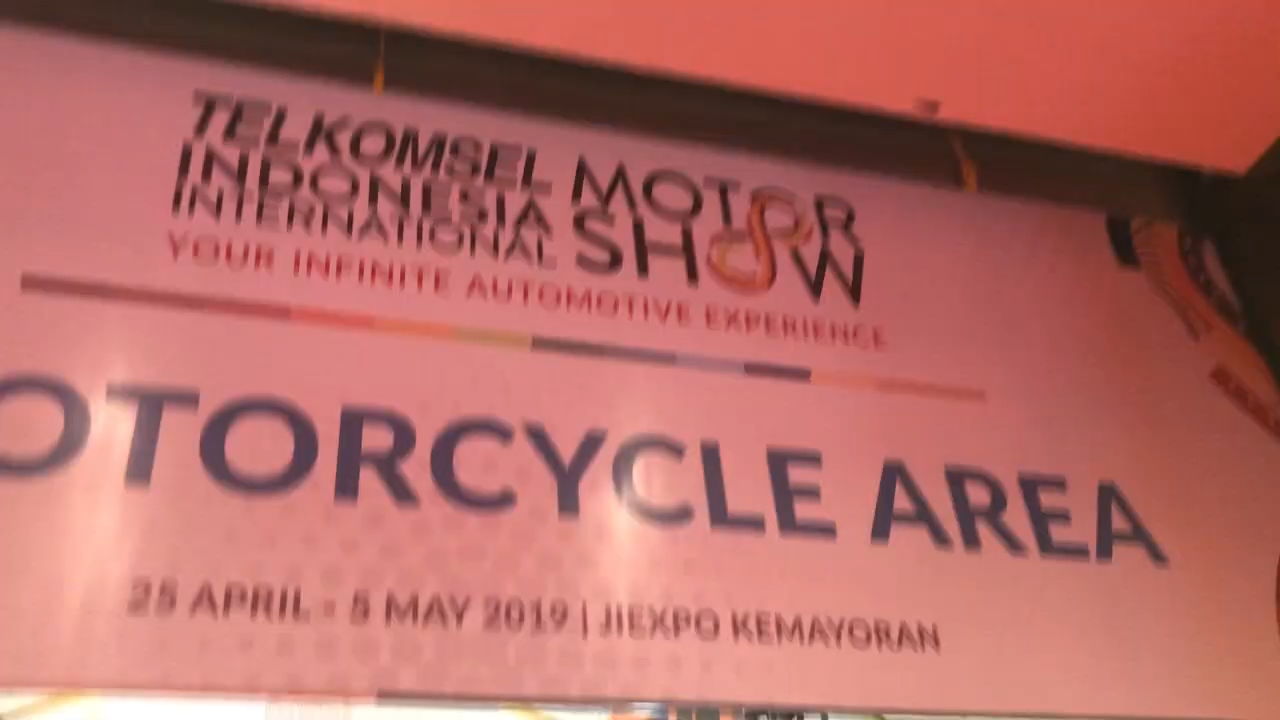 TELKOMSEL
INDONESIA
INTERNATIONAL
MOTOR
SHOW
YOUR INFINITE AUTOMOTIVE EXPERIENCE
OTORCYCLE AREA
25 APRIL - 5 MAY 2019 | JIEXPO KEMAYORAN